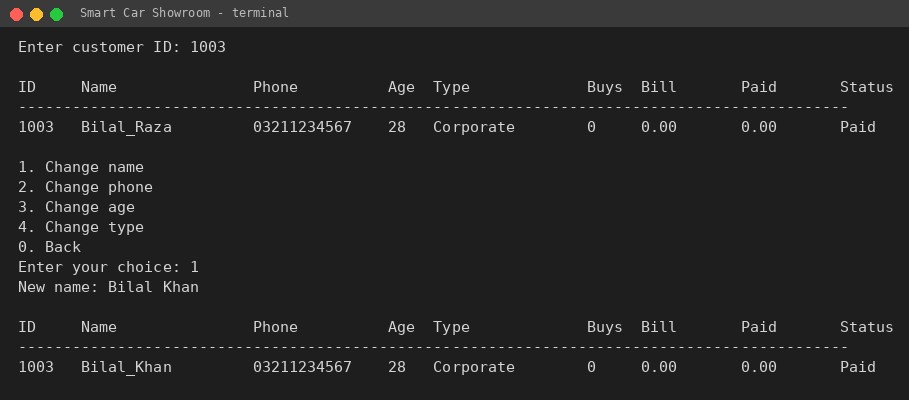 Smart Car Showroom - terminal
Enter customer ID: 1003
ID Name Phone Age Type Buys Bill Paid Status
--------------------------------------------------------------------------------------------
1003 Bilal_Raza 03211234567 28 Corporate 0 0.00 0.00 Paid
1. Change name
2. Change phone
3. Change age
4. Change type
0. Back
Enter your choice: 1
New name: Bilal Khan
ID Name Phone Age Type Buys Bill Paid Status
--------------------------------------------------------------------------------------------
1003 Bilal_Khan 03211234567 28 Corporate 0 0.00 0.00 Paid